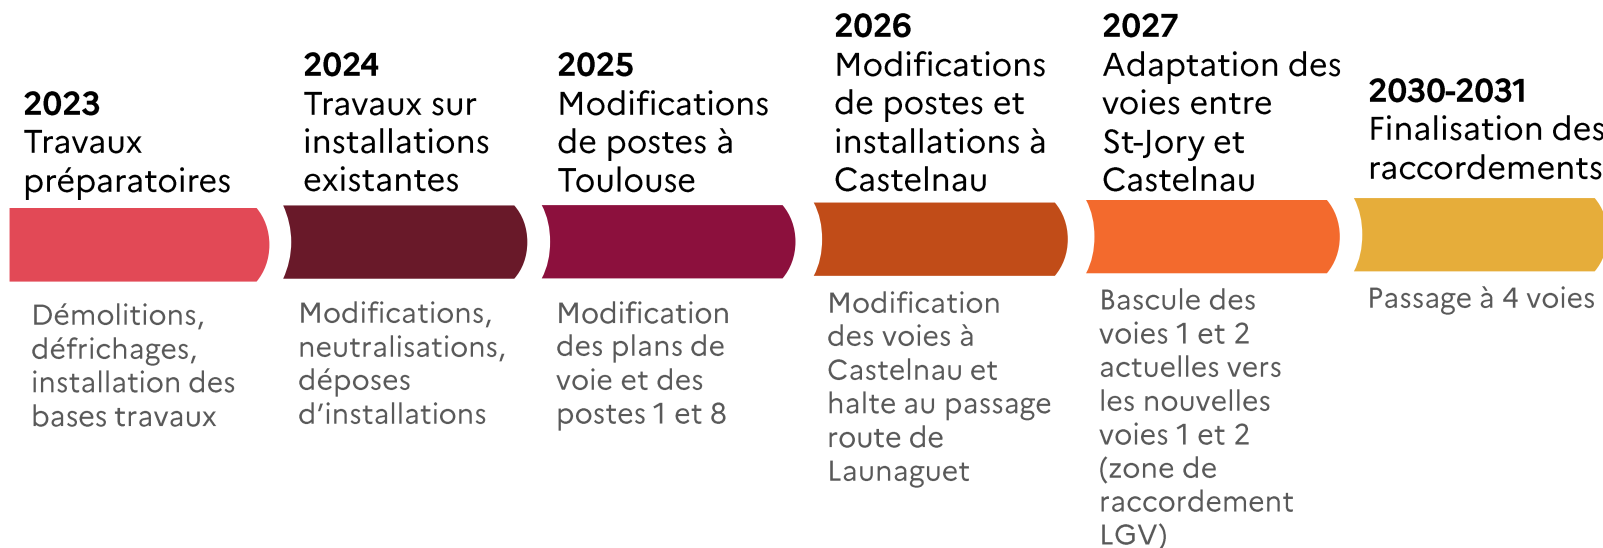 2023
Travaux
préparatoires
Démolitions,
défrichages,
installation des
bases travaux
2024
Travaux sur
installations
existantes
Modifications,
neutralisations,
déposes
d’installations
2025
Modifications
de postes à
Toulouse
Modification
des plans de
voie et des
postes 1 et 8
2026
Modifications
de postes et
installations à
Castelnau
Modification
des voies à
Castelnau et
halte au passage
route de
Launaguet
2027
Adaptation des
voies entre
St-Jory et
Castelnau
Bascule des
voies 1 et 2
actuelles vers
les nouvelles
voies 1 et 2
(zone de
raccordement
LGV)
2030-2031
Finalisation des
raccordements
Passage à 4 voies